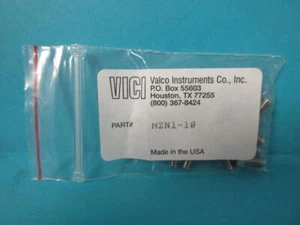 VICI
Valco Instruments Co., Inc.
P.O. Box 55603
Houston, TX 77255
(800) 367-8424
PART# MZN1-10
Made in the USA